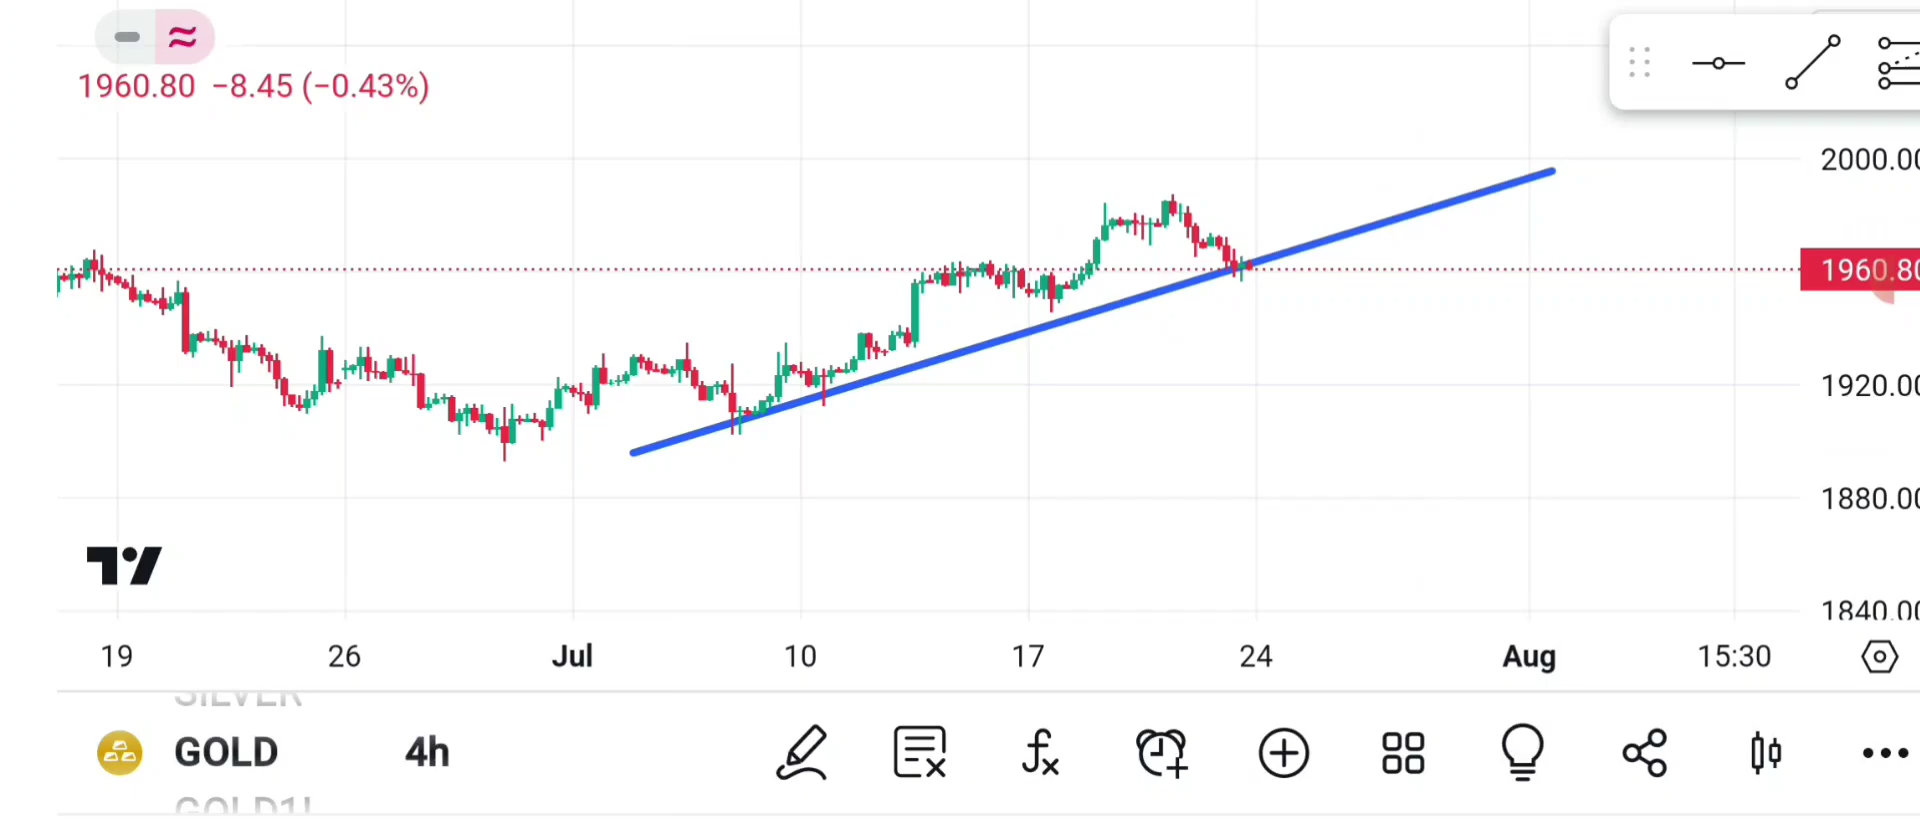 1960.80 −8.45 (−0.43%)
2000.00
1960.80
1920.00
1880.00
1840.00
19 26 Jul 10 17 24 Aug 15:30
SILVER
GOLD 4h